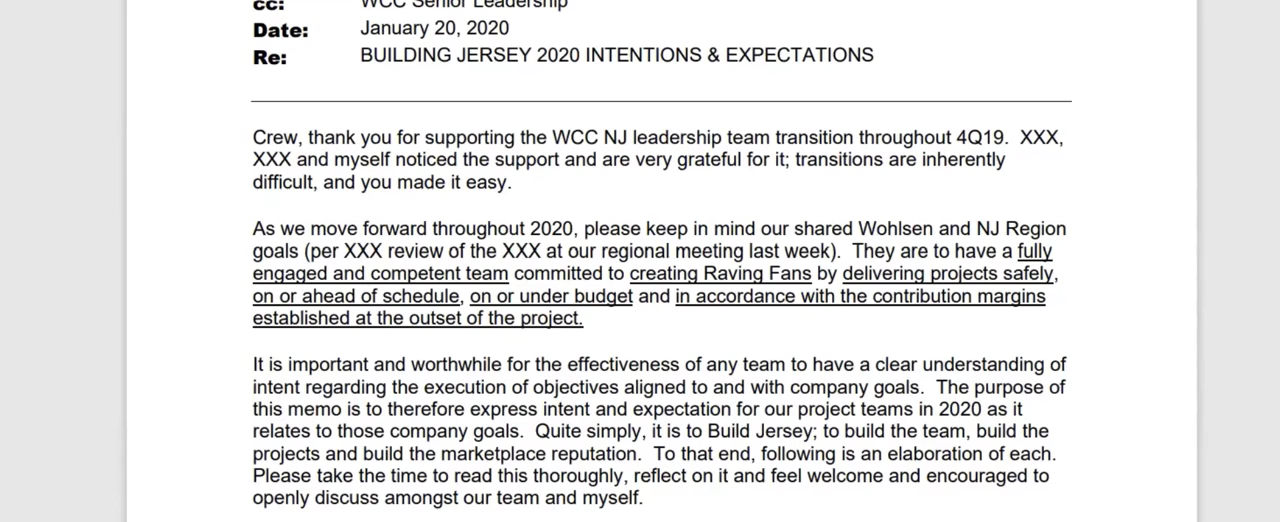 cc: WCC Senior Leadership
Date: January 20, 2020
Re: BUILDING JERSEY 2020 INTENTIONS & EXPECTATIONS
Crew, thank you for supporting the WCC NJ leadership team transition throughout 4Q19. XXX,
XXX and myself noticed the support and are very grateful for it; transitions are inherently
difficult, and you made it easy.
As we move forward throughout 2020, please keep in mind our shared Wohlsen and NJ Region
goals (per XXX review of the XXX at our regional meeting last week). They are to have a fully
engaged and competent team committed to creating Raving Fans by delivering projects safely,
on or ahead of schedule, on or under budget and in accordance with the contribution margins
established at the outset of the project.
It is important and worthwhile for the effectiveness of any team to have a clear understanding of
intent regarding the execution of objectives aligned to and with company goals. The purpose of
this memo is to therefore express intent and expectation for our project teams in 2020 as it
relates to those company goals. Quite simply, it is to Build Jersey; to build the team, build the
projects and build the marketplace reputation. To that end, following is an elaboration of each.
Please take the time to read this thoroughly, reflect on it and feel welcome and encouraged to
openly discuss amongst our team and myself.